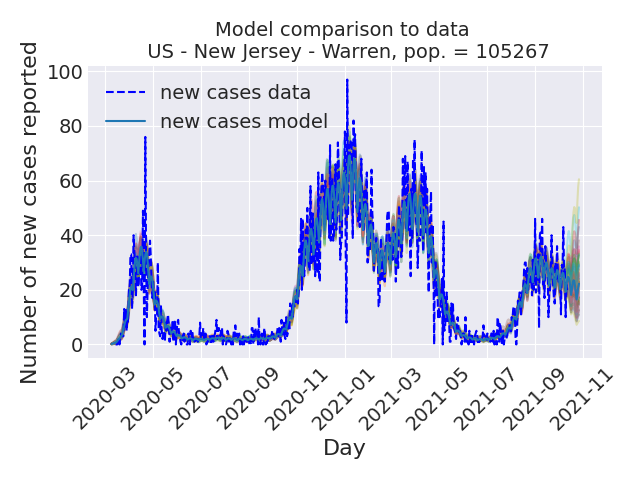 Model comparison to data
US - New Jersey - Warren, pop. = 105267
Number of new cases reported
100
80
60
40
20
0
new cases data
new cases model
2020-03
2020-05
2020-07
2020-09
2020-11
2021-01
2021-03
2021-05
2021-07
2021-09
2021-11
Day